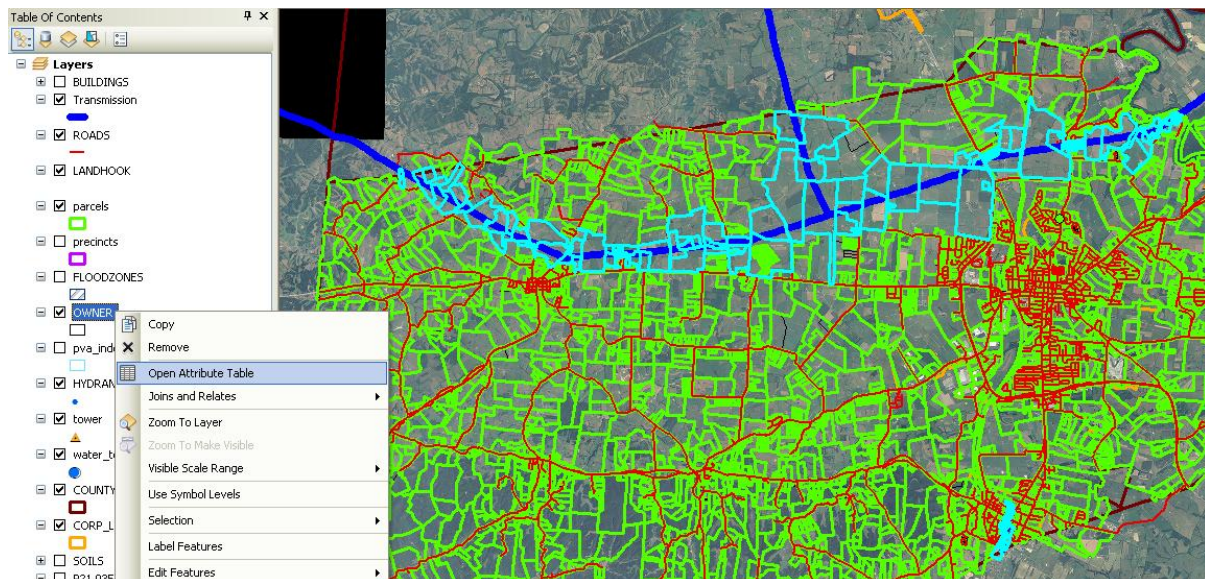 Table Of Contents
Layers
BUILDINGS
Transmission
ROADS
LANDHOOK
parcels
precincts
FLOODZONES
OWNER
Copy
Remove
pva_ind
Open Attribute Table
HYDRAN
Joins and Relates
tower
Zoom To Layer
Zoom To Make Visible
water_t
Visible Scale Range
COUNTY
Use Symbol Levels
CORP_L
Selection
Label Features
SOILS
Edit Features